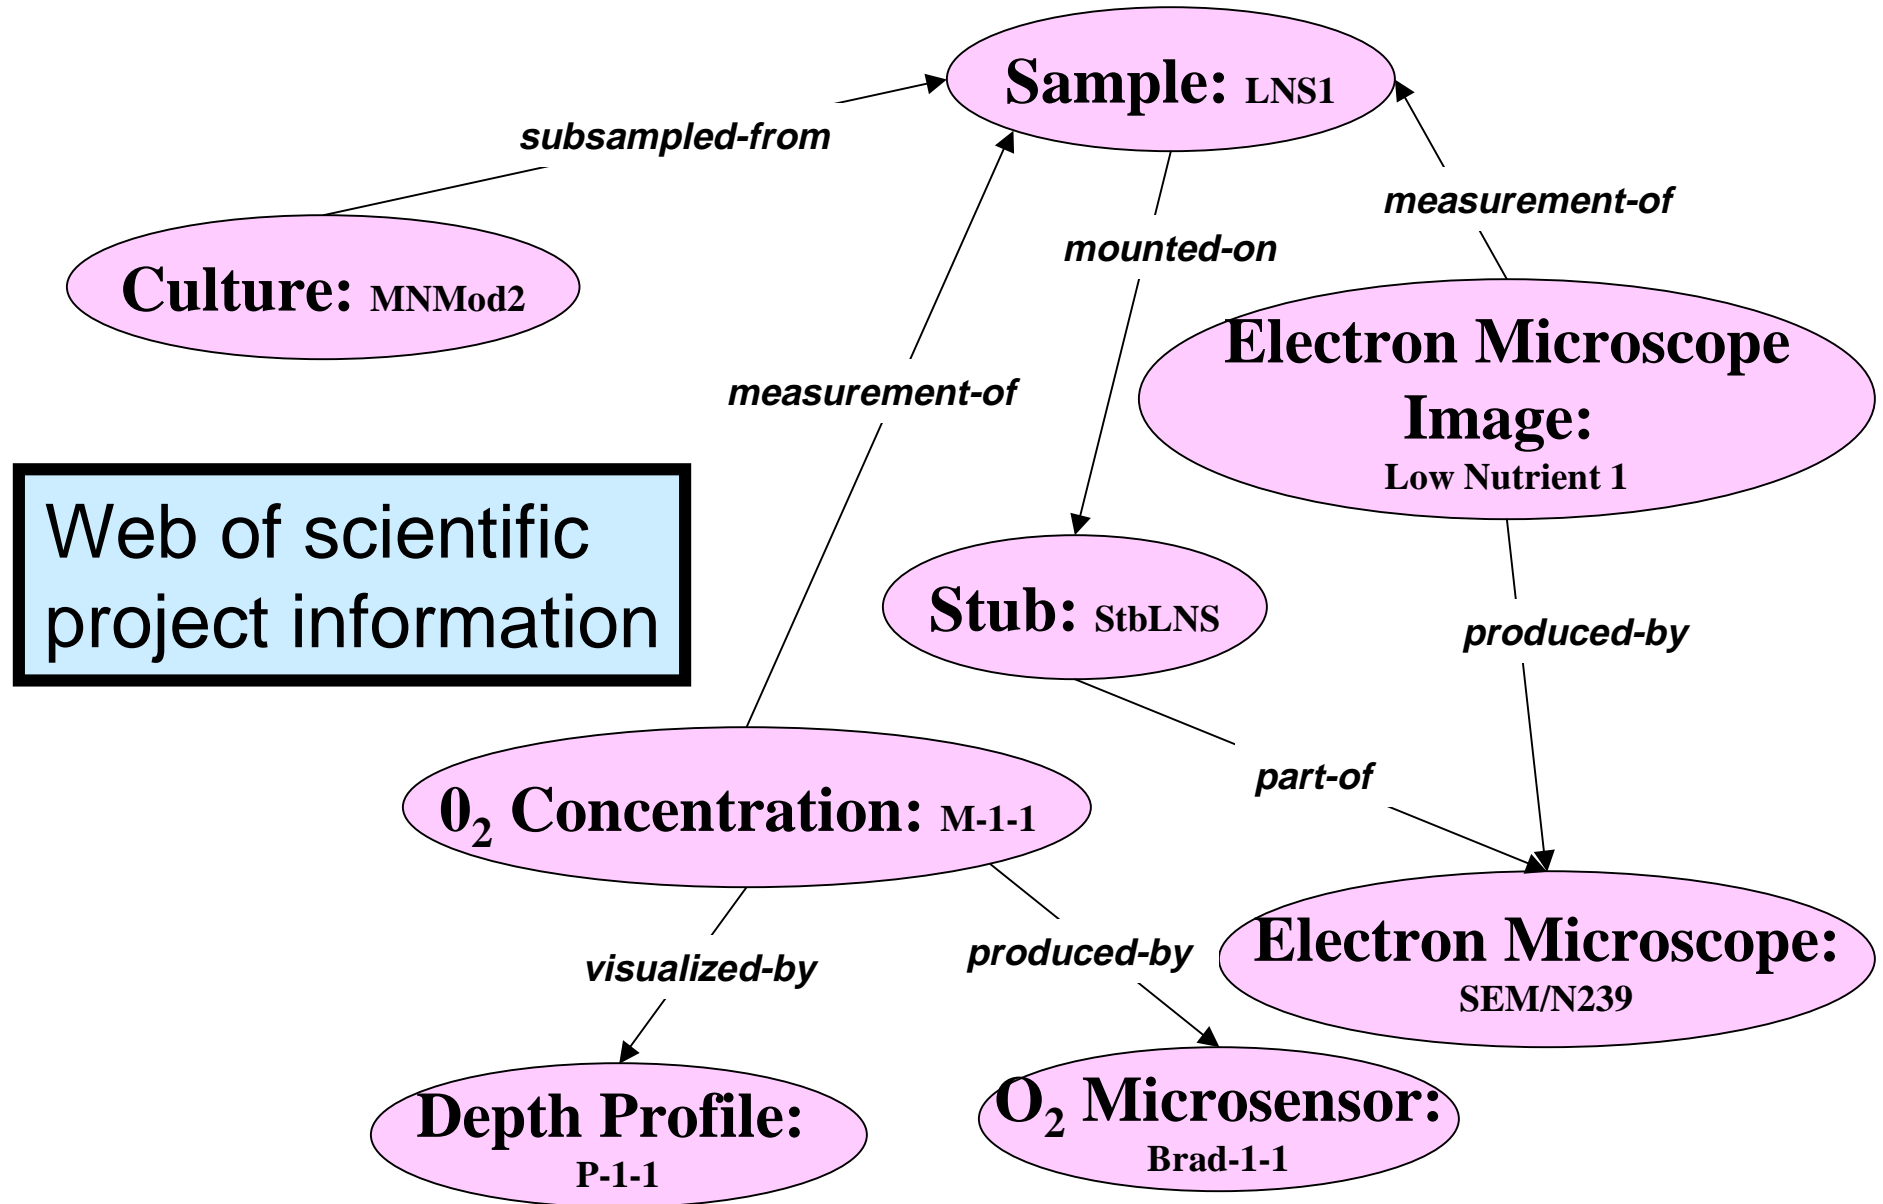 Sample: LNS1
subsampled-from
measurement-of
mounted-on
Culture: MNMod2
Electron Microscope
Image:
Low Nutrient 1
measurement-of
Web of scientific
project information
Stub: StbLNS
produced-by
part-of
0₂ Concentration: M-1-1
visualized-by
produced-by
Electron Microscope:
SEM/N239
Depth Profile:
P-1-1
O₂ Microsensor:
Brad-1-1